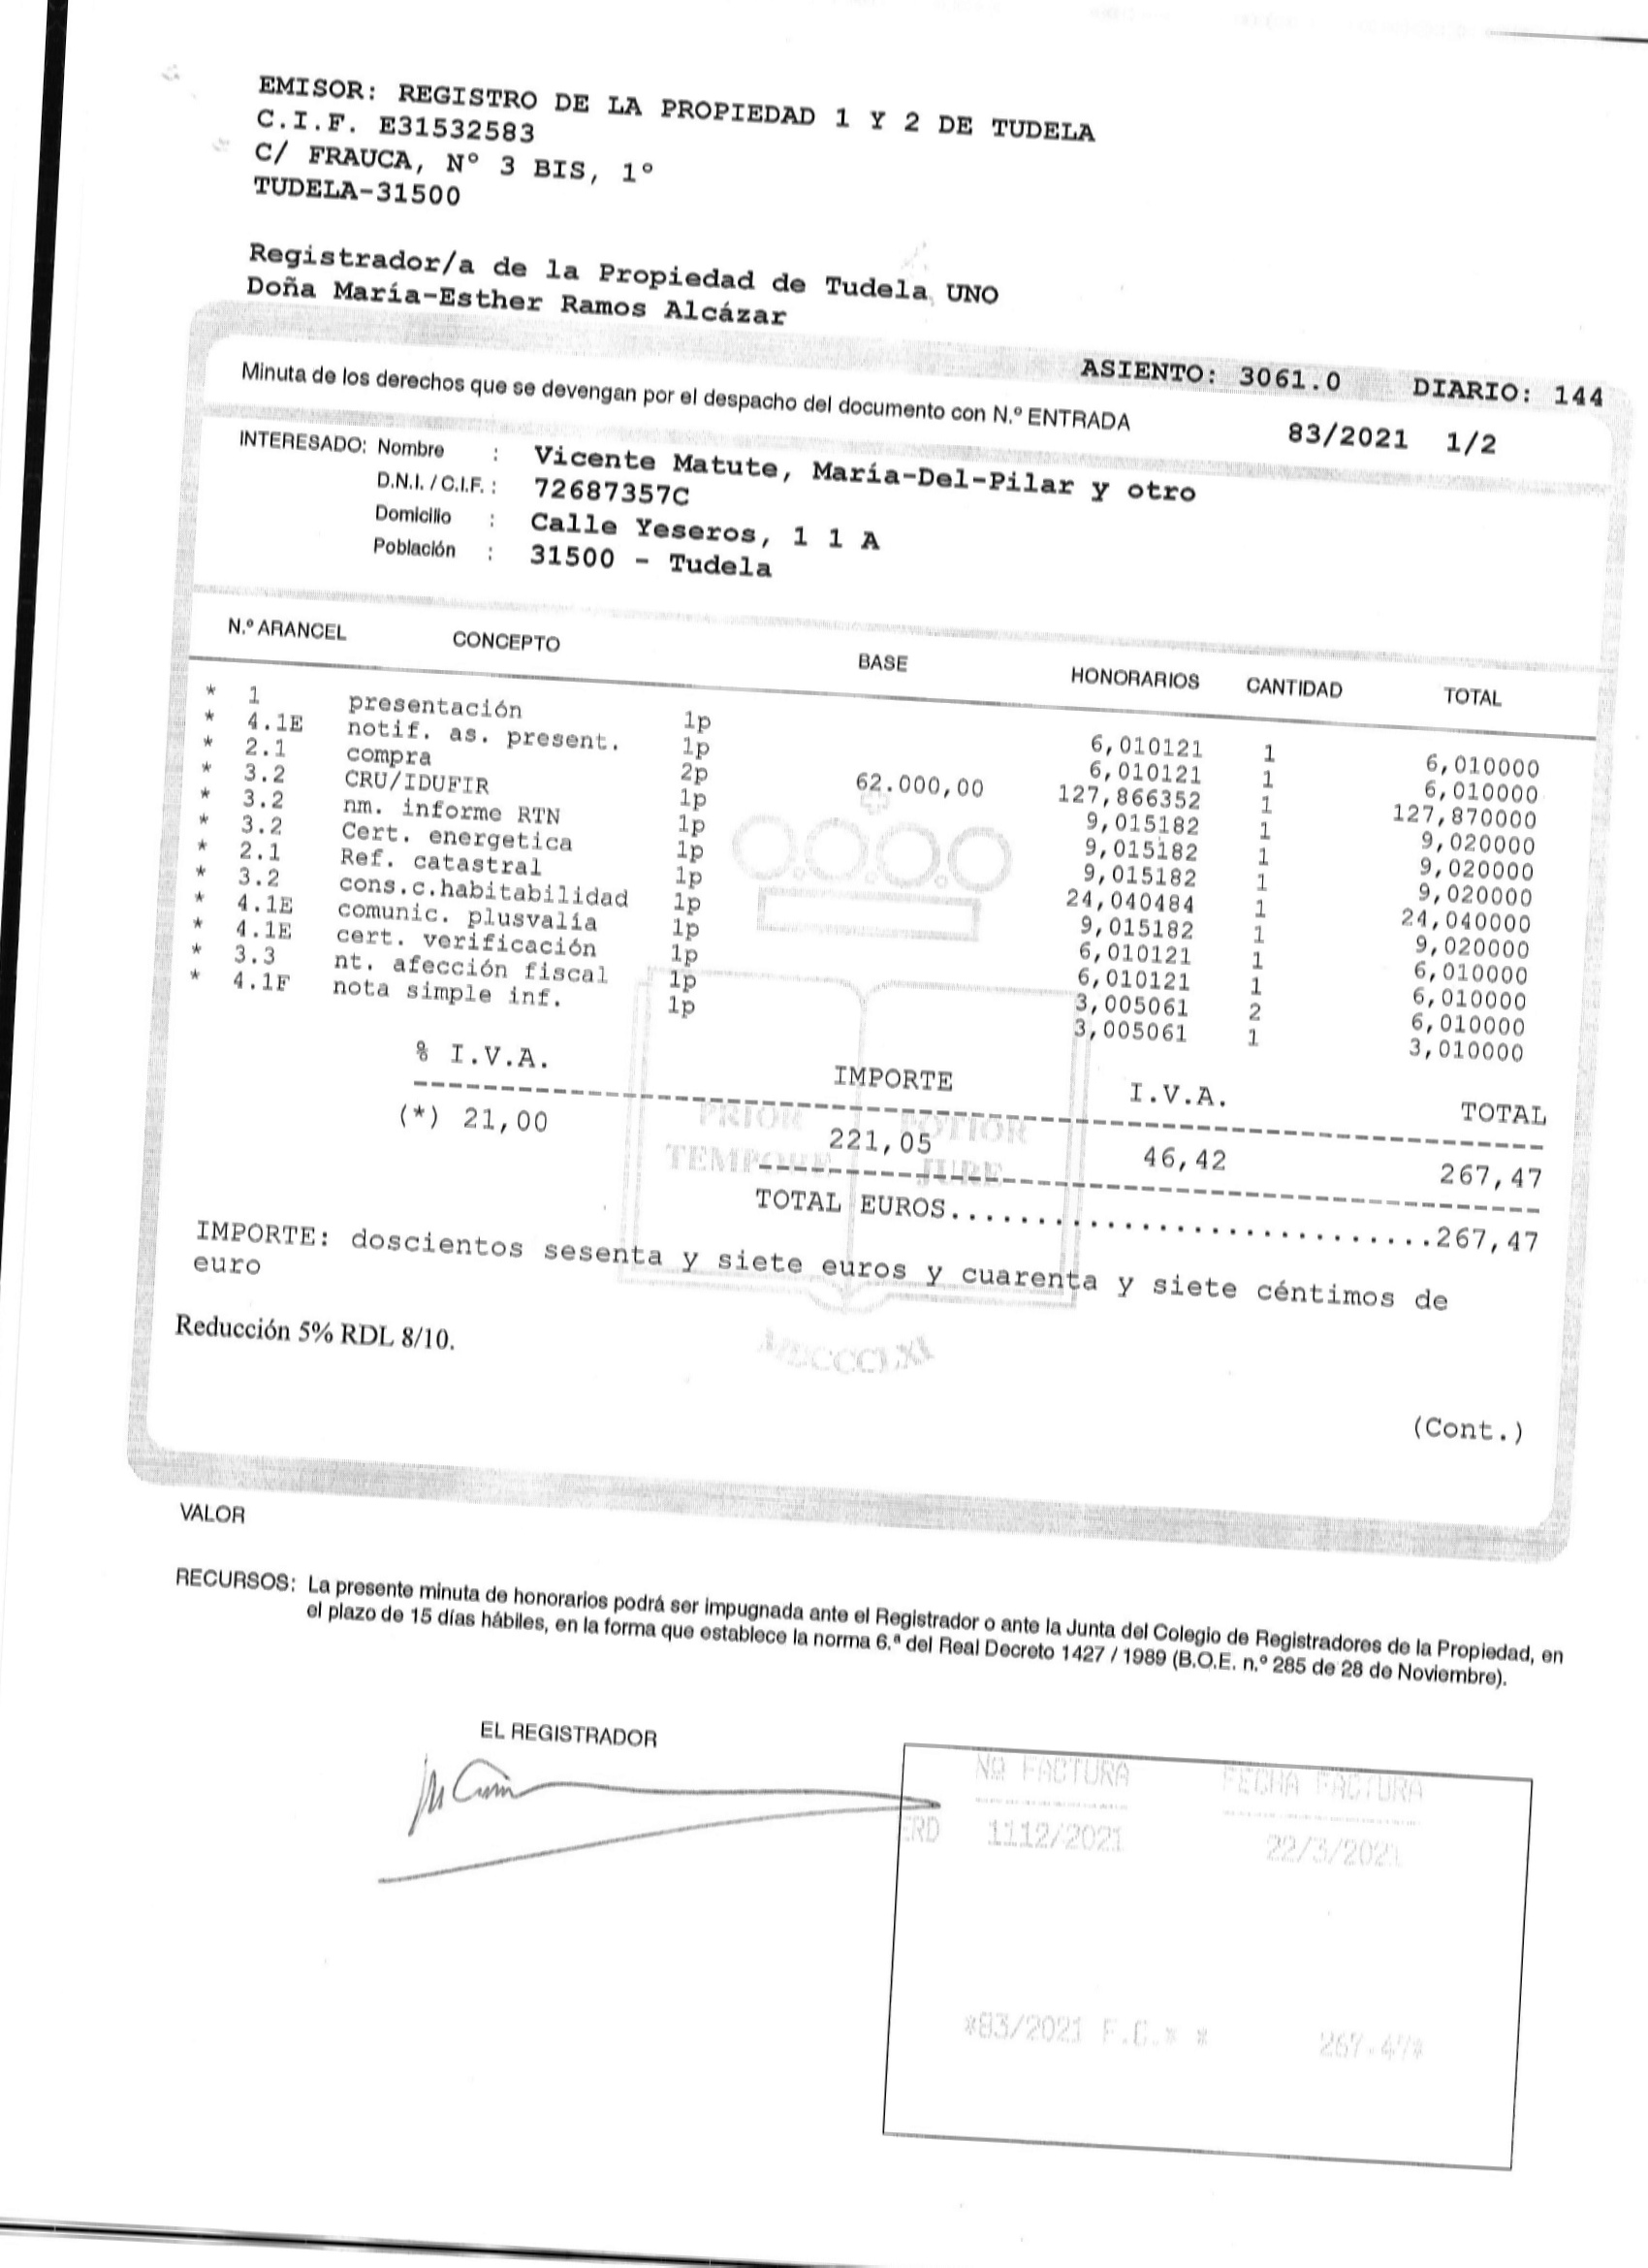 EMISOR: REGISTRO DE LA PROPIEDAD 1 Y 2 DE TUDELA
C.I.F. E31532583
C/ FRAUCA, Nº 3 BIS, 1º
TUDELA-31500
Registrador/a de la Propiedad de Tudela UNO
Doña María-Esther Ramos Alcázar
ASIENTO: 3061.0 DIARIO: 144
Minuta de los derechos que se devengan por el despacho del documento con N.º ENTRADA 83/2021 1/2
INTERESADO: Nombre : Vicente Matute, María-Del-Pilar y otro
D.N.I. / C.I.F. : 72687357C
Domicilio : Calle Yeseros, 1 1 A
Población : 31500 - Tudela
N.º ARANCEL CONCEPTO BASE HONORARIOS CANTIDAD TOTAL
* 1 presentación 1p 6,010121 1 6,010000
* 4.1E notif. as. present. 1p 6,010121 1 6,010000
* 2.1 compra 2p 62.000,00 127,866352 1 127,870000
* 3.2 CRU/IDUFIR 1p 9,015182 1 9,020000
* 3.2 nm. informe RTN 1p 9,015182 1 9,020000
* 3.2 Cert. energetica 1p 9,015182 1 9,020000
* 2.1 Ref. catastral 1p 24,040484 1 24,040000
* 3.2 cons.c.habitabilidad 1p 9,015182 1 9,020000
* 4.1E comunic. plusvalía 1p 6,010121 1 6,010000
* 4.1E cert. verificación 1p 6,010121 1 6,010000
* 3.3 nt. afección fiscal 1p 3,005061 2 6,010000
* 4.1F nota simple inf. 1p 3,005061 1 3,010000
% I.V.A. IMPORTE I.V.A. TOTAL
(*) 21,00 221,05 46,42 267,47
PRIOR POTIOR
TEMPORE JURE
TOTAL EUROS............................267,47
IMPORTE: doscientos sesenta y siete euros y cuarenta y siete céntimos de
euro
Reducción 5% RDL 8/10.
(Cont.)
VALOR
RECURSOS: La presente minuta de honorarios podrá ser impugnada ante el Registrador o ante la Junta del Colegio de Registradores de la Propiedad, en
el plazo de 15 días hábiles, en la forma que establece la norma 6.ª del Real Decreto 1427 / 1989 (B.O.E. n.º 285 de 28 de Noviembre).
EL REGISTRADOR
Nº FACTURA FECHA FACTURA
ERD 1112/2021 22/3/2021
*83/2021 F.C.* * 267.47*